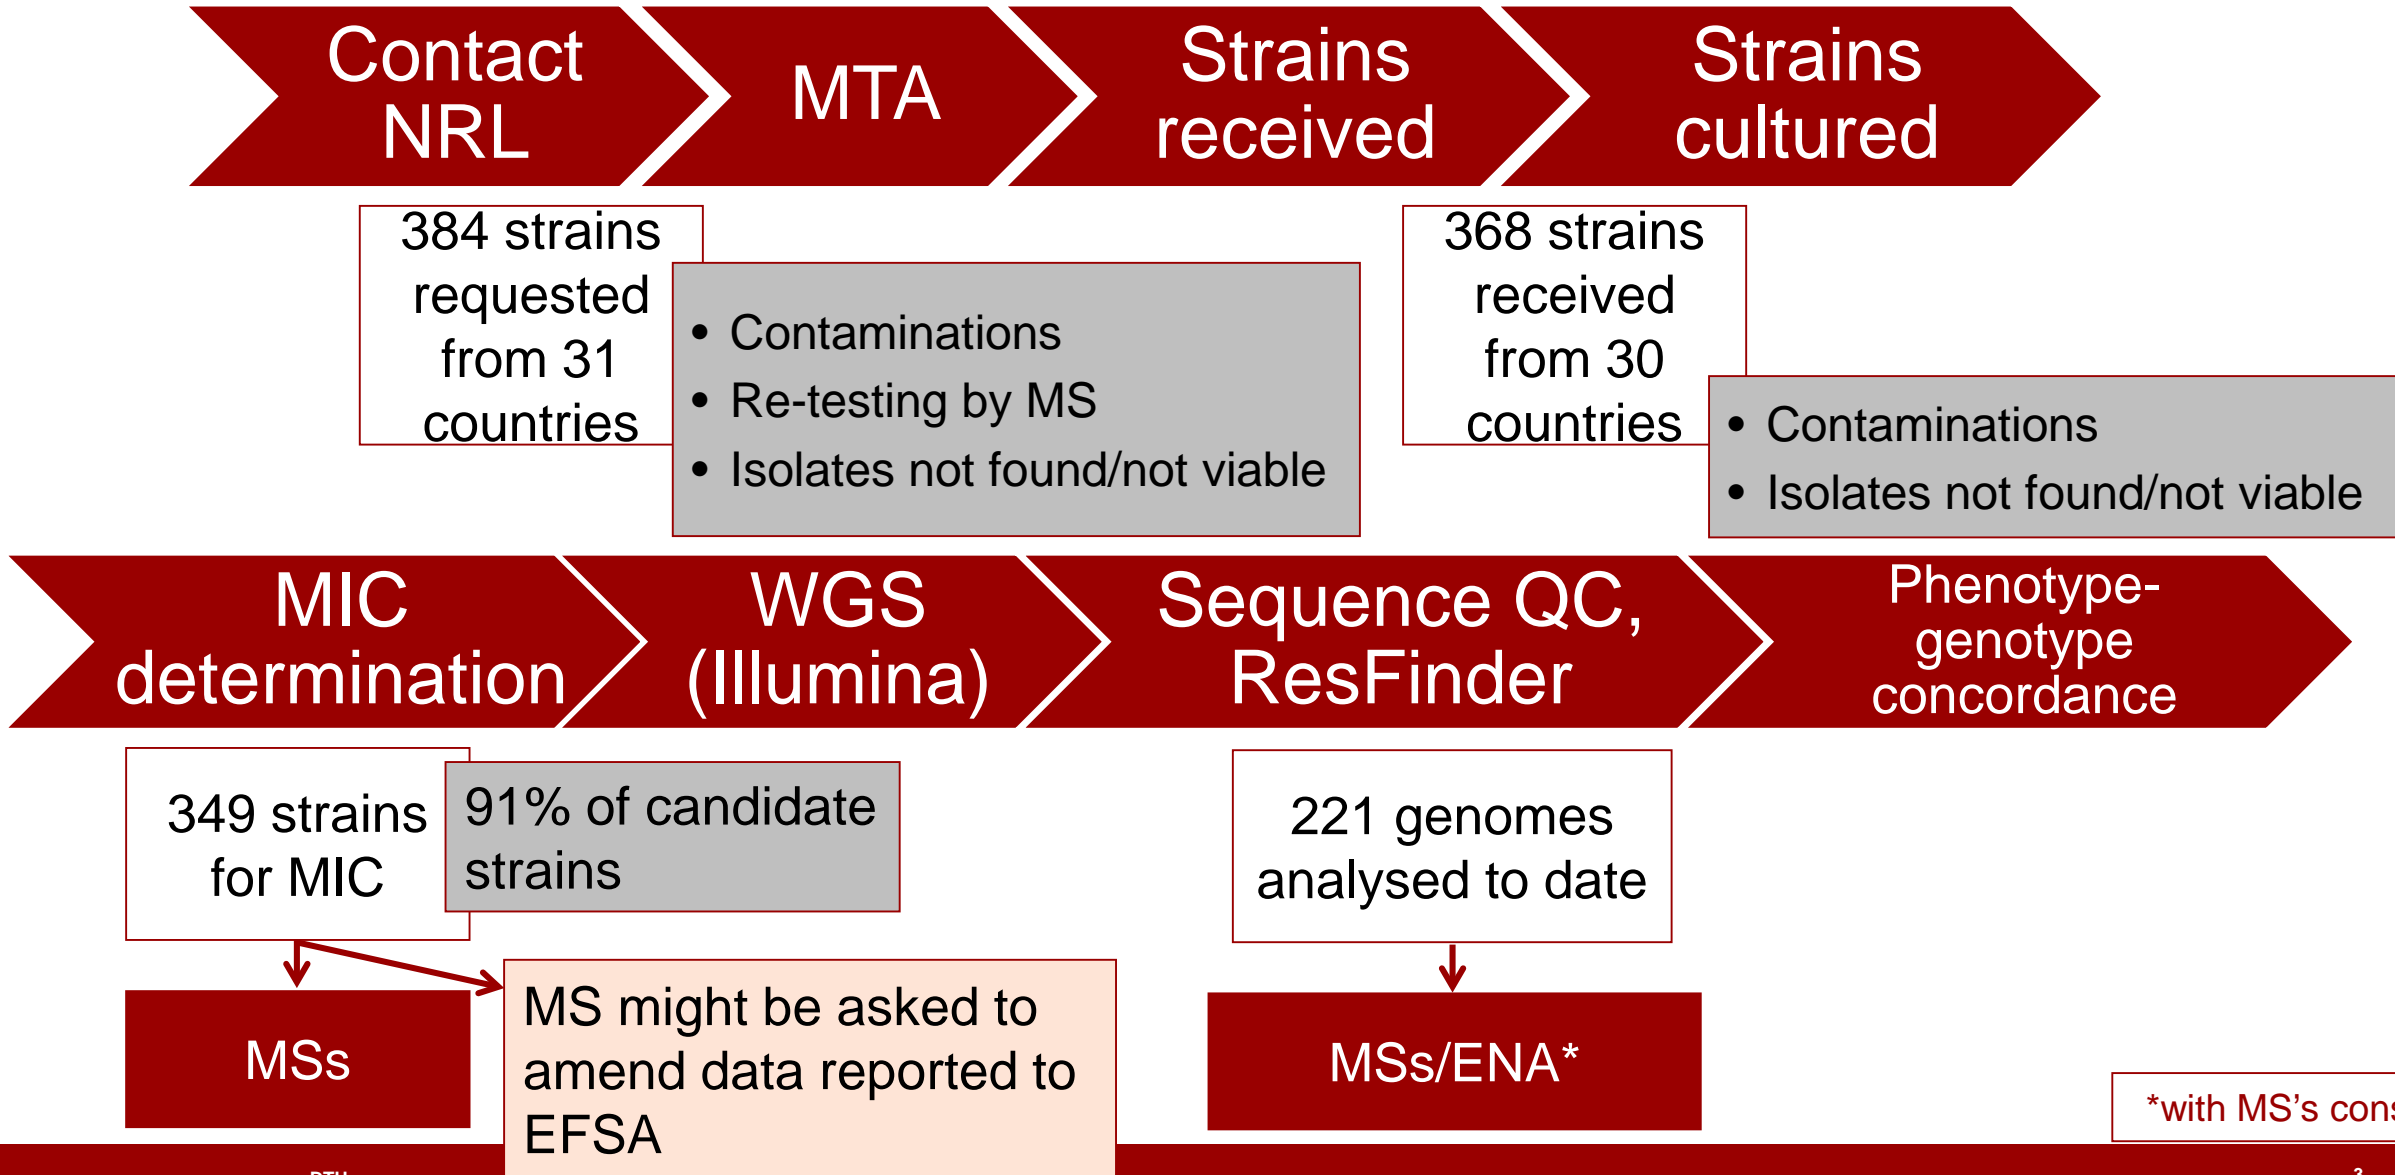 Contact
NRL
MTA
Strains
received
Strains
cultured
384 strains
requested
from 31
countries
• Contaminations
• Re-testing by MS
• Isolates not found/not viable
368 strains
received
from 30
countries
• Contaminations
• Isolates not found/not viable
MIC
determination
WGS
(Illumina)
Sequence QC,
ResFinder
Phenotype-
genotype
concordance
349 strains
for MIC
91% of candidate
strains
221 genomes
analysed to date
MSs
MS might be asked to
amend data reported to
EFSA
MSs/ENA*
*with MS's
3